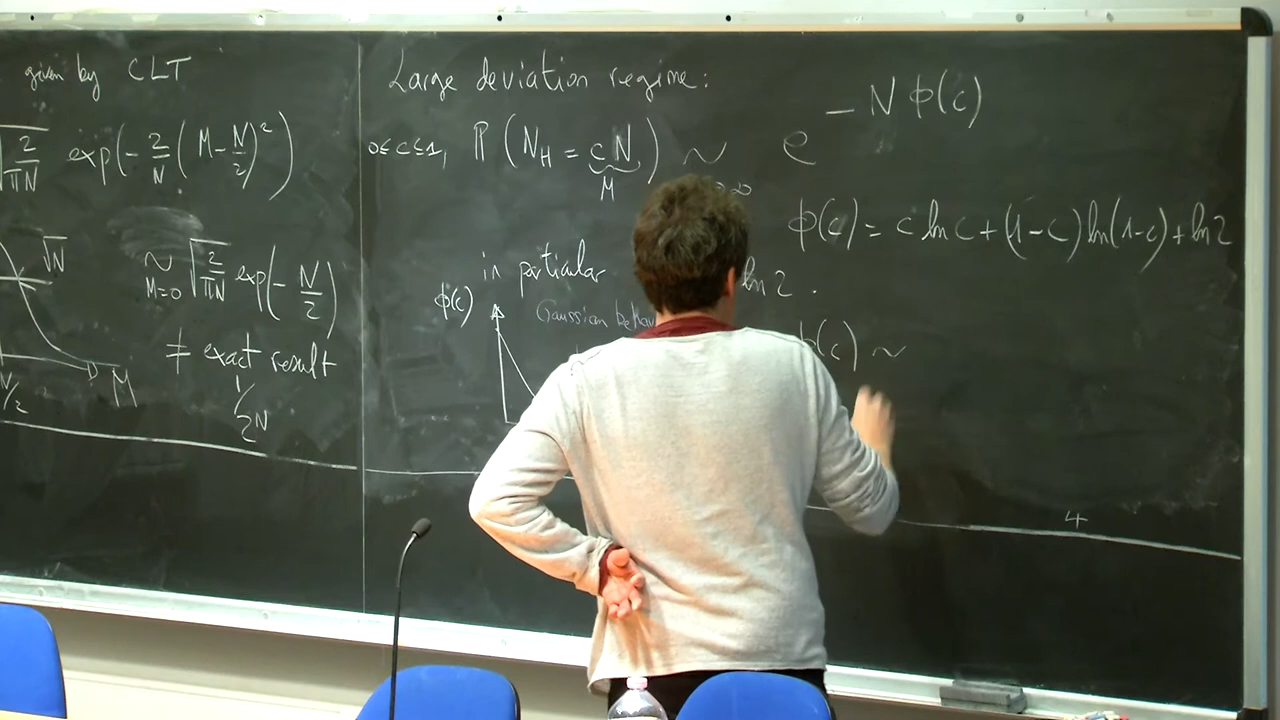 given by CLT
√(2/πN) exp(-2/N (M-N/2)²)
√N
~ M=0 √(2/πN) exp(-N/2)
≠ exact result
1/2^N
N/2
M
Large deviation regime:
0≤c≤1, P(N_H = cN) ~ e^{-Nϕ(c)}
M
∞
ϕ(c) = c ln c + (1-c) ln(1-c) + ln 2
in particular
ln 2.
ϕ(c)
Gaussian
(c) ~
4